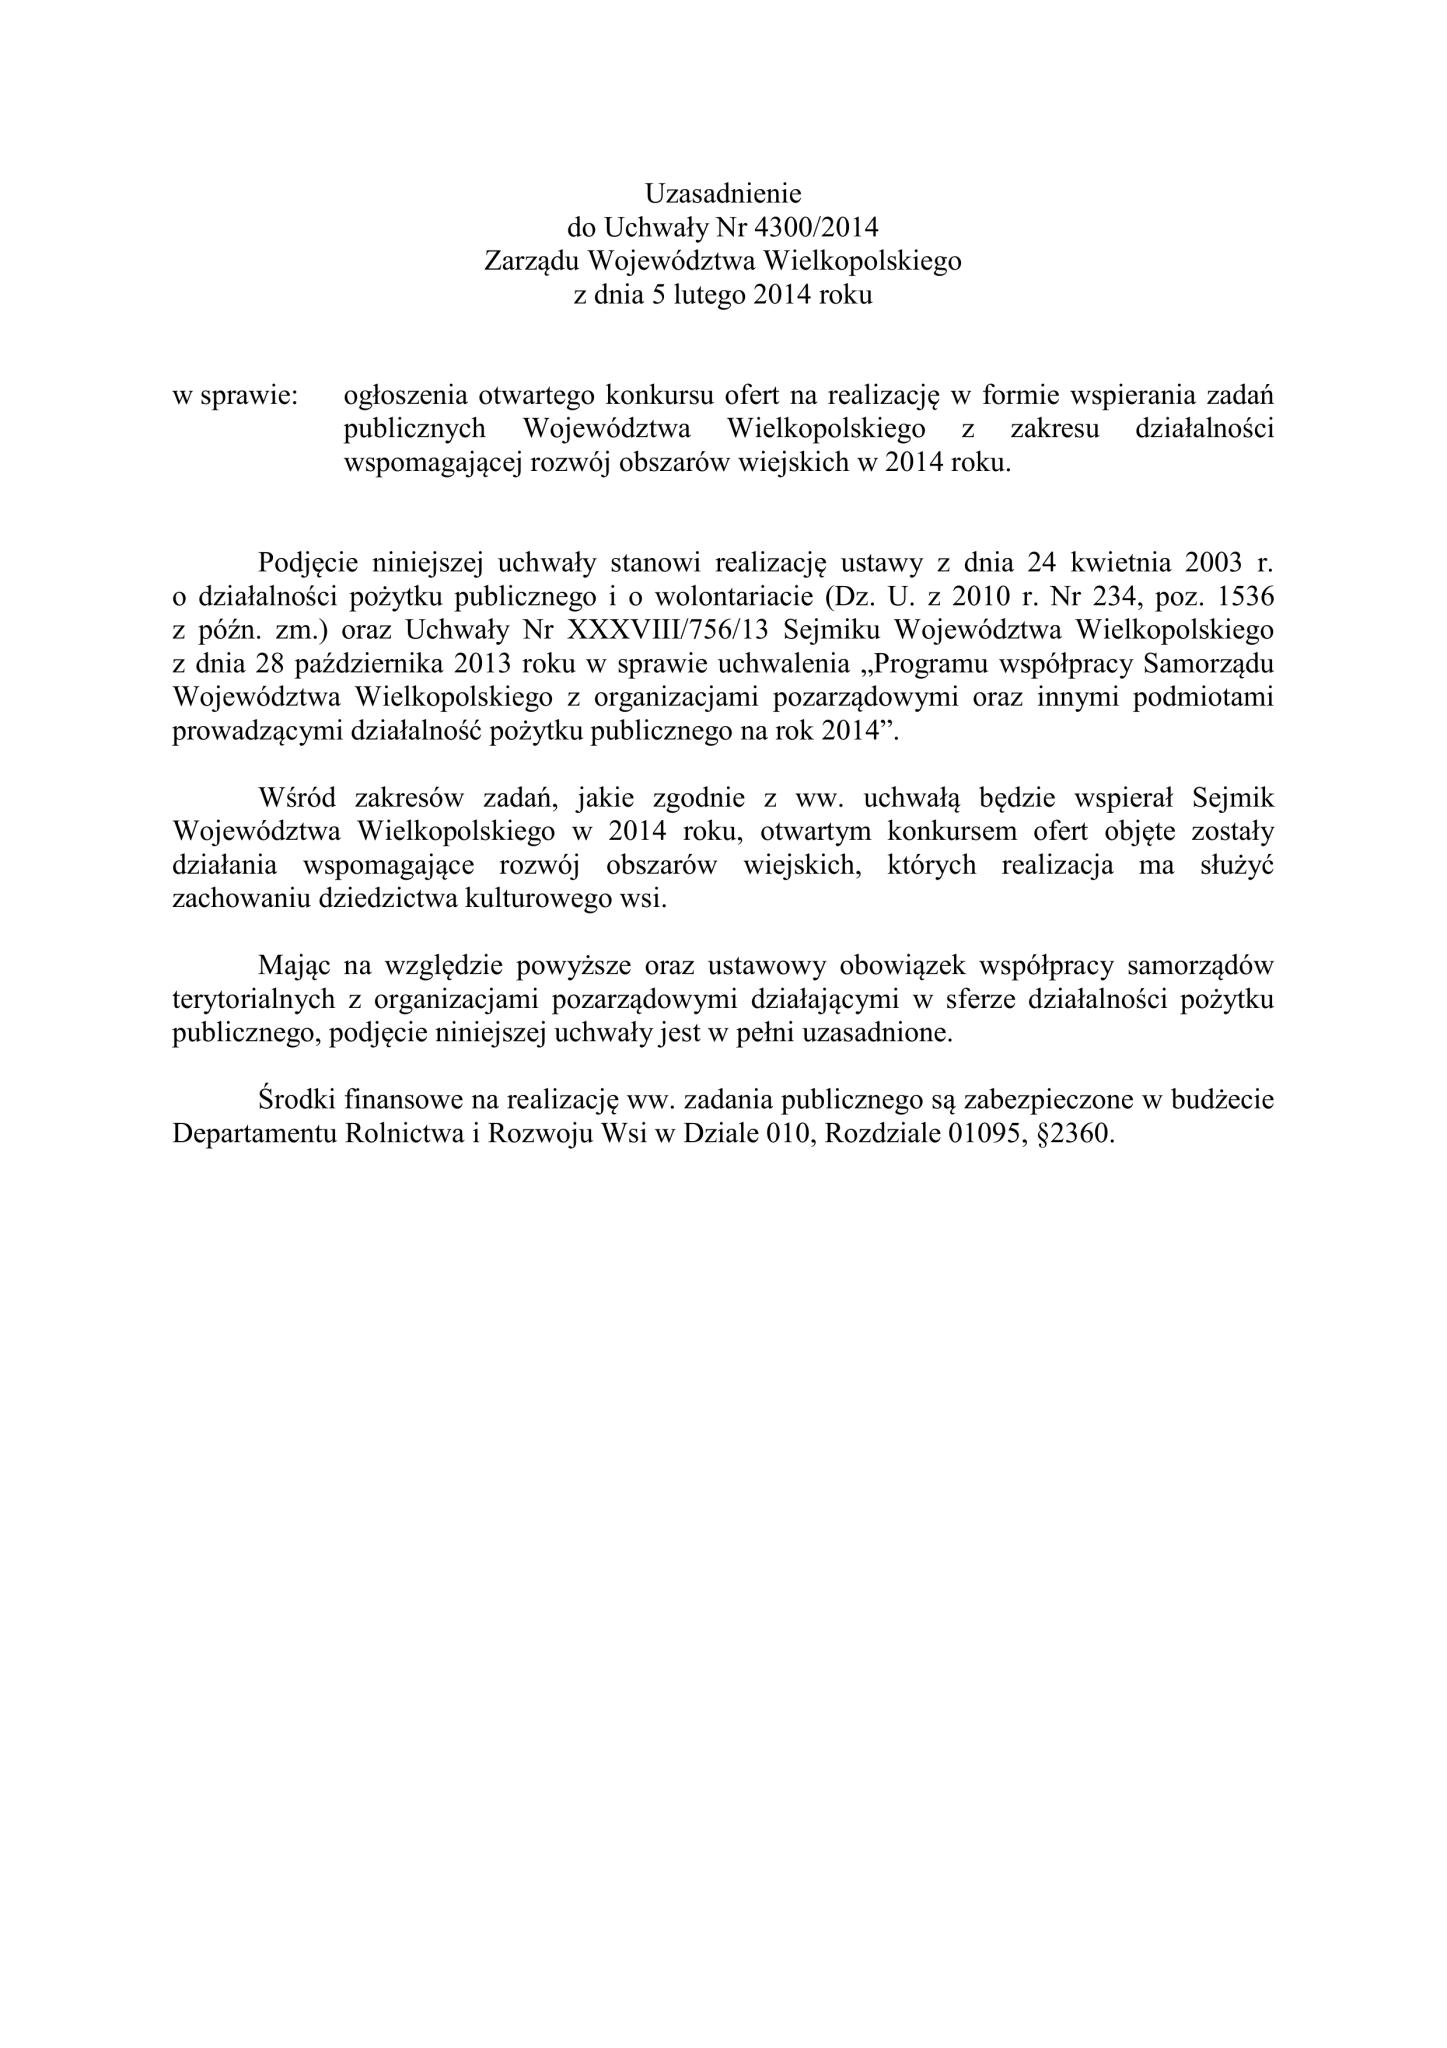 Uzasadnienie
do Uchwały Nr 4300/2014
Zarządu Województwa Wielkopolskiego
z dnia 5 lutego 2014 roku
w sprawie: ogłoszenia otwartego konkursu ofert na realizację w formie wspierania zadań
publicznych Województwa Wielkopolskiego z zakresu działalności
wspomagającej rozwój obszarów wiejskich w 2014 roku.
Podjęcie niniejszej uchwały stanowi realizację ustawy z dnia 24 kwietnia 2003 r.
o działalności pożytku publicznego i o wolontariacie (Dz. U. z 2010 r. Nr 234, poz. 1536
z późn. zm.) oraz Uchwały Nr XXXVIII/756/13 Sejmiku Województwa Wielkopolskiego
z dnia 28 października 2013 roku w sprawie uchwalenia „Programu współpracy Samorządu
Województwa Wielkopolskiego z organizacjami pozarządowymi oraz innymi podmiotami
prowadzącymi działalność pożytku publicznego na rok 2014”.
Wśród zakresów zadań, jakie zgodnie z ww. uchwałą będzie wspierał Sejmik
Województwa Wielkopolskiego w 2014 roku, otwartym konkursem ofert objęte zostały
działania wspomagające rozwój obszarów wiejskich, których realizacja ma służyć
zachowaniu dziedzictwa kulturowego wsi.
Mając na względzie powyższe oraz ustawowy obowiązek współpracy samorządów
terytorialnych z organizacjami pozarządowymi działającymi w sferze działalności pożytku
publicznego, podjęcie niniejszej uchwały jest w pełni uzasadnione.
Środki finansowe na realizację ww. zadania publicznego są zabezpieczone w budżecie
Departamentu Rolnictwa i Rozwoju Wsi w Dziale 010, Rozdziale 01095, §2360.